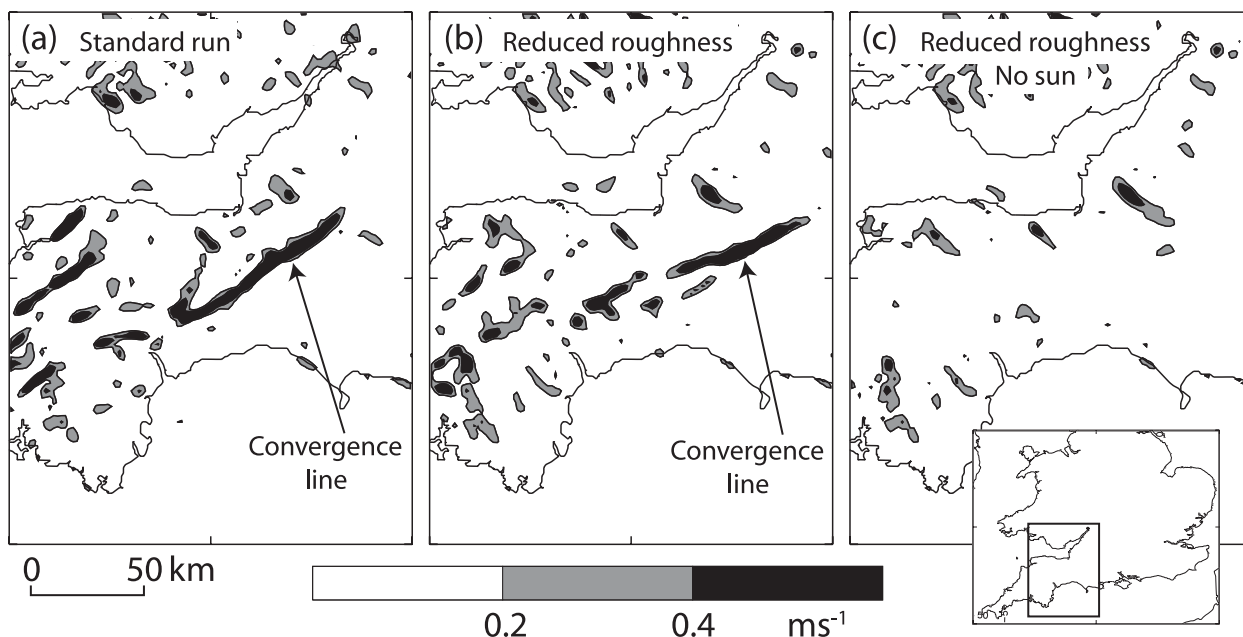 (a) Standard run
(b) Reduced roughness
(c) Reduced roughness
No sun
Convergence
line
Convergence
line
0 50 km
0.2 0.4 ms⁻¹